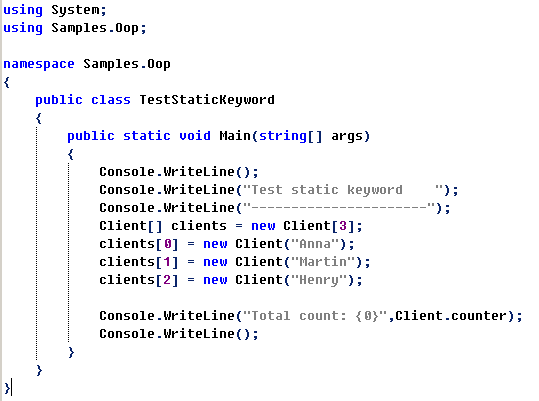 using System;
using Samples.Oop;
namespace Samples.Oop
{
public class TestStaticKeyword
{
public static void Main(string[] args)
{
Console.WriteLine();
Console.WriteLine("Test static keyword    ");
Console.WriteLine("----------------------");
Client[] clients = new Client[3];
clients[0] = new Client("Anna");
clients[1] = new Client("Martin");
clients[2] = new Client("Henry");
Console.WriteLine("Total count: {0}",Client.counter);
Console.WriteLine();
}
}
}